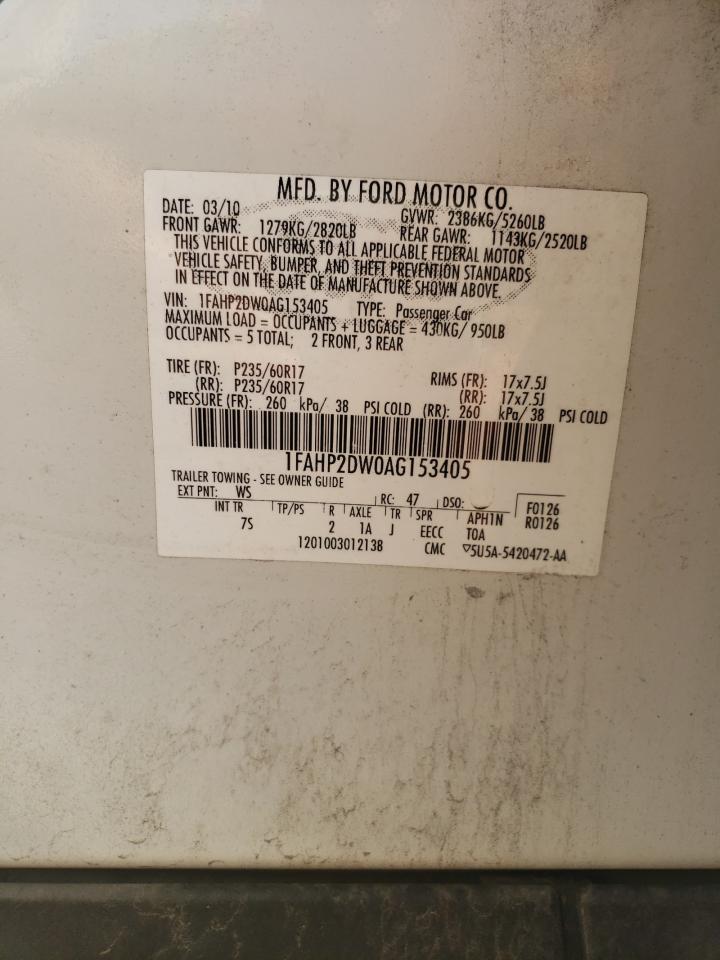 MFD. BY FORD MOTOR CO.
DATE: 03/10 GVWR: 2386KG/5260LB
FRONT GAWR: 1279KG/2820LB REAR GAWR: 1143KG/2520LB
THIS VEHICLE CONFORMS TO ALL APPLICABLE FEDERAL MOTOR
VEHICLE SAFETY, BUMPER, AND THEFT PREVENTION STANDARDS
IN EFFECT ON THE DATE OF MANUFACTURE SHOWN ABOVE.
VIN: 1FAHP2DW0AG153405 TYPE: Passenger Car
MAXIMUM LOAD = OCCUPANTS + LUGGAGE = 430KG/ 950LB
OCCUPANTS = 5 TOTAL; 2 FRONT, 3 REAR
TIRE (FR): P235/60R17 RIMS (FR): 17x7.5J
(RR): P235/60R17 (RR): 17x7.5J
PRESSURE (FR): 260 kPa/ 38 PSI COLD (RR): 260 kPa/ 38 PSI COLD
1FAHP2DW0AG153405
TRAILER TOWING - SEE OWNER GUIDE
EXT PNT: WS RC: 47 DSO: F0126
INT TR TP/PS R AXLE TR SPR APH1N R0126
7S 2 1A J EECC TOA
1201003012138 CMC ▽5U5A-5420472-AA